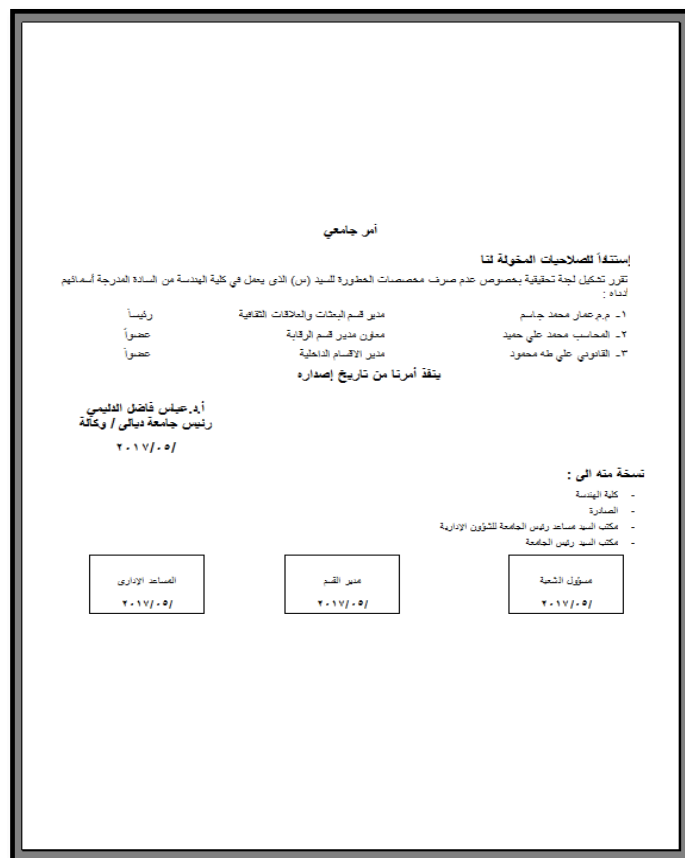 أمر جامعي
إستناداً للصلاحيات المخولة لنا
تقرر تشكيل لجنة تحقيقية بخصوص عدم صرف مخصصات الخطورة للسيد (س) الذي يعمل في كلية الهندسة من السادة المدرجة أسمائهم
ادناه :
١- م.م.عمار محمد جاسم مدير قسم البعثات والعلاقات الثقافية رئيساً
٢- المحاسب محمد علي حميد معاون مدير قسم الرقابة عضواً
٣- القانوني علي طه محمود مدير الاقسام الداخلية عضواً
ينفذ أمرنا من تاريخ إصداره
أ.د.عباس فاضل الدليمي
رئيس جامعة ديالى / وكالة
/٢٠١٧/٠٥
نسخة منه الى :
- كلية الهندسة
- الصادرة
- مكتب السيد مساعد رئيس الجامعة للشؤون الإدارية
- مكتب السيد رئيس الجامعة
مسؤول الشعبة مدير القسم المساعد الإداري
/٢٠١٧/٠٥ /٢٠١٧/٠٥ /٢٠١٧/٠٥